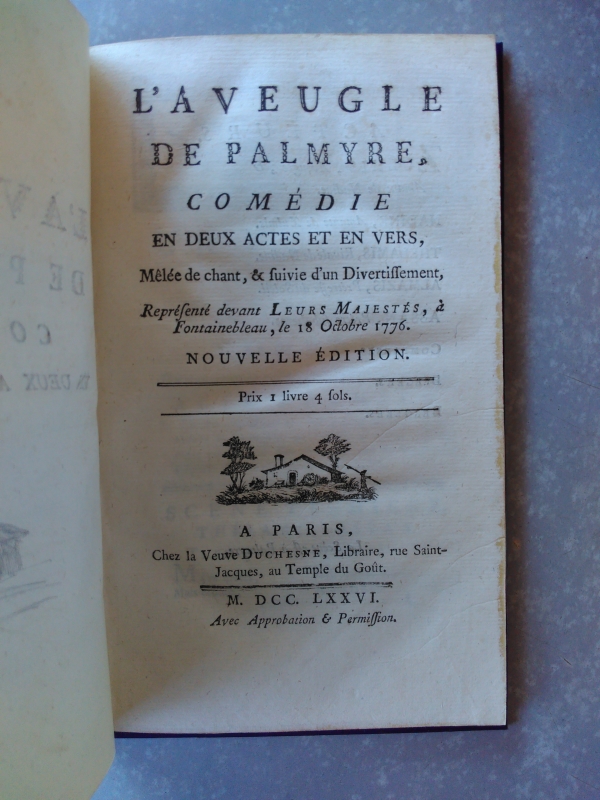 L'AVEUGLE
DE PALMYRE,
COMÉDIE
EN DEUX ACTES ET EN VERS,
Mêlée de chant, & suivie d'un Divertissement,
Représenté devant LEURS MAJESTÉS, à
Fontainebleau, le 18 Octobre 1776.
NOUVELLE ÉDITION.
Prix 1 livre 4 sols.
A PARIS,
Chez la Veuve DUCHESNE, Libraire, rue Saint-
Jacques, au Temple du Goût.
M. DCC. LXXVI.
Avec Approbation & Permission.